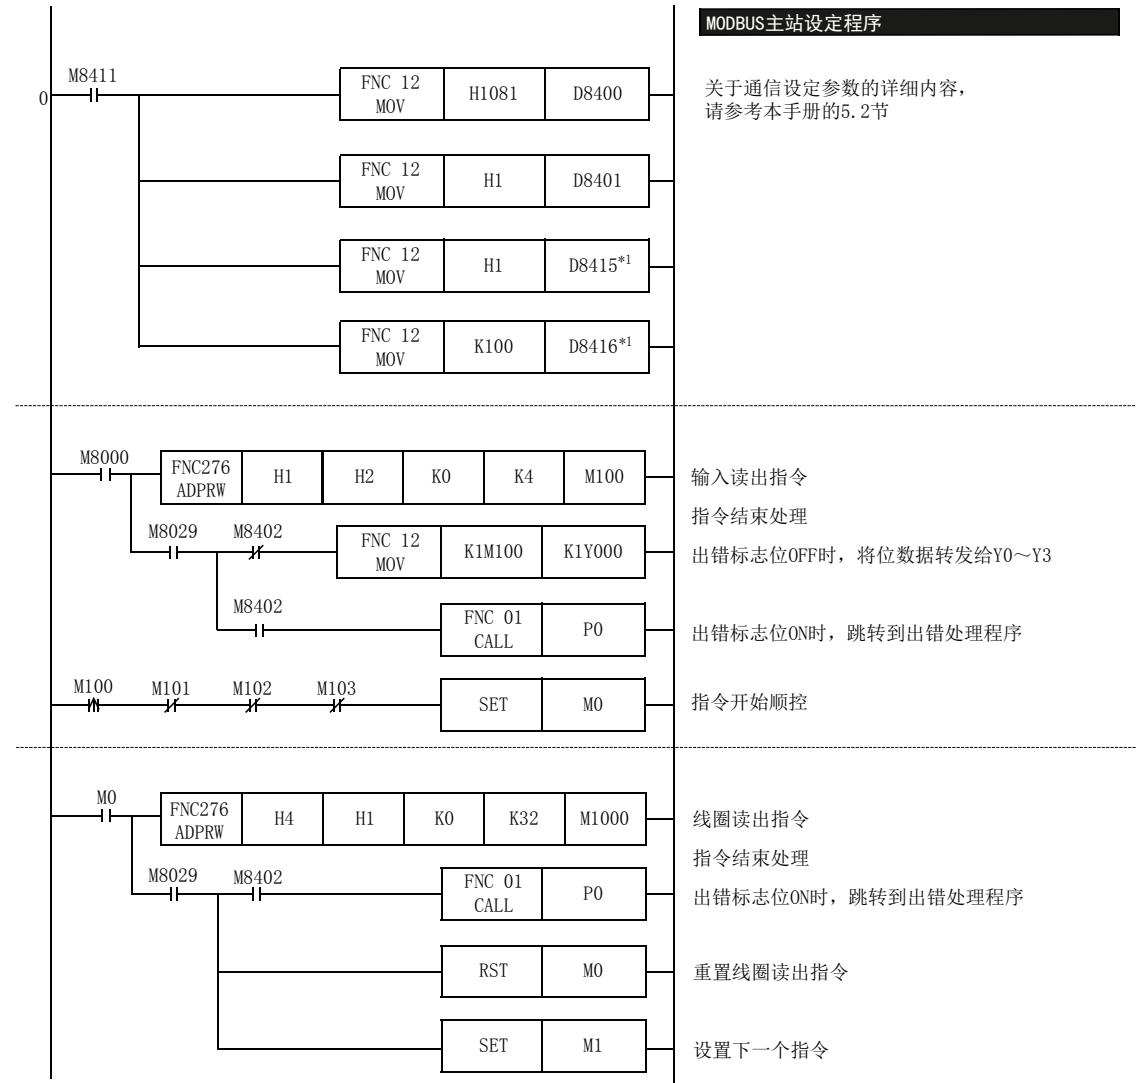 MODBUS主站设定程序
M8411
0
FNC 12
MOV
H1081
D8400
关于通信设定参数的详细内容，
请参考本手册的5.2节
FNC 12
MOV
H1
D8401
FNC 12
MOV
H1
D8415*1
FNC 12
MOV
K100
D8416*1
M8000
FNC276
ADPRW
H1
H2
K0
K4
M100
输入读出指令
指令结束处理
M8029
M8402
FNC 12
MOV
K1M100
K1Y000
出错标志位OFF时，将位数据转发给Y0～Y3
M8402
FNC 01
CALL
P0
出错标志位ON时，跳转到出错处理程序
M100
M101
M102
M103
SET
M0
指令开始顺控
M0
FNC276
ADPRW
H4
H1
K0
K32
M1000
线圈读出指令
指令结束处理
M8029
M8402
FNC 01
CALL
P0
出错标志位ON时，跳转到出错处理程序
RST
M0
重置线圈读出指令
SET
M1
设置下一个指令